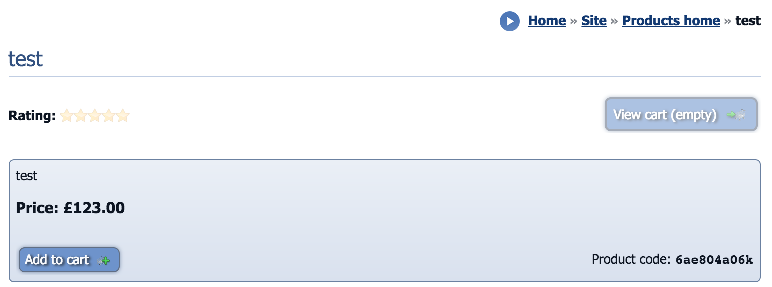 Home » Site » Products home » test
test
Rating:
View cart (empty)
test
Price: £123.00
Add to cart
Product code: 6ae804a06k